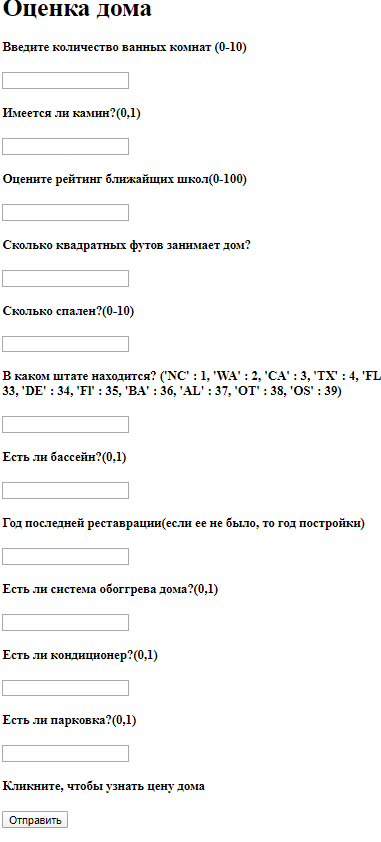 Оценка дома
Введите количество ванных комнат (0-10)
Имеется ли камин?(0,1)
Оцените рейтинг ближайщих школ(0-100)
Сколько квадратных футов занимает дом?
Сколько спален?(0-10)
В каком штате находится? ('NC' : 1, 'WA' : 2, 'CA' : 3, 'TX' : 4, 'FL
33, 'DE' : 34, 'Fl' : 35, 'BA' : 36, 'AL' : 37, 'OT' : 38, 'OS' : 39)
Есть ли бассейн?(0,1)
Год последней реставрации(если ее не было, то год постройки)
Есть ли система обоггрева дома?(0,1)
Есть ли кондиционер?(0,1)
Есть ли парковка?(0,1)
Кликните, чтобы узнать цену дома
Отправить